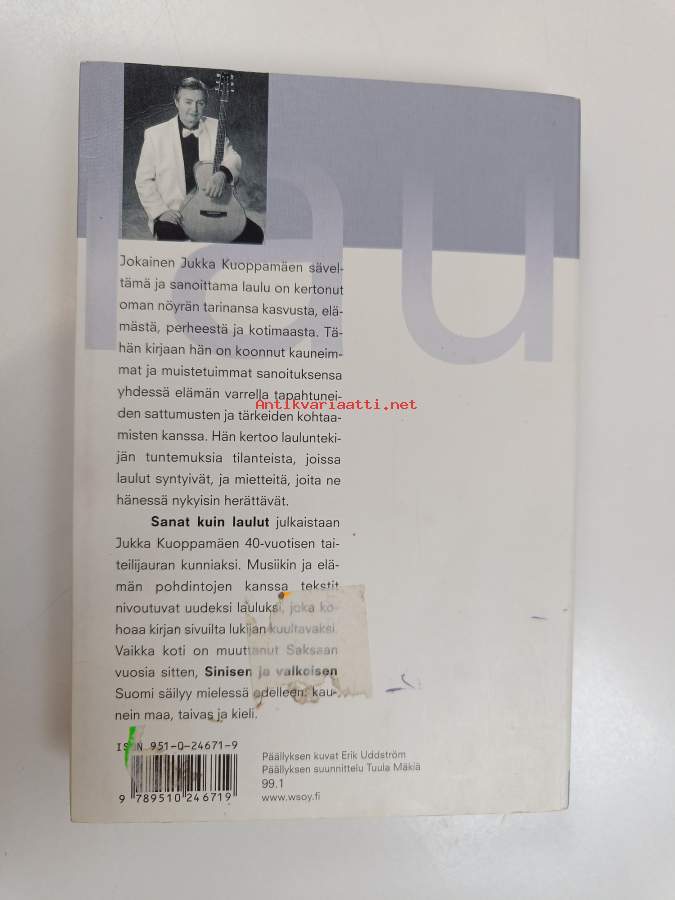 lau
Jokainen Jukka Kuoppamäen sävel-
tämä ja sanoittama laulu on kertonut
oman nöyrän tarinansa kasvusta, elä-
mästä, perheestä ja kotimaasta. Tä-
hän kirjaan hän on koonnut kauneim-
mat ja muistetuimmat sanoituksensa
yhdessä elämän varrella tapahtunei-
den sattumusten ja tärkeiden kohtaa-
misten kanssa. Hän kertoo laulunteki-
jän tuntemuksia tilanteista, joissa
laulut syntyivät, ja mietteitä, joita ne
hänessä nykyisin herättävät.
Sanat kuin laulut julkaistaan
Jukka Kuoppamäen 40-vuotisen tai-
teilijauran kunniaksi. Musiikin ja elä-
män pohdintojen kanssa tekstit
nivoutuvat uudeksi lauluksi, joka ko-
hoaa kirjan sivuilta lukijan kuultavaksi.
Vaikka koti on muuttanut Saksaan
vuosia sitten, Sinisen ja valkoisen
Suomi säilyy mielessä edelleen: kau-
nein maa, taivas ja kieli.
ISBN 951-0-24671-9
9 789510 246719
Päällyksen kuvat Erik Uddström
Päällyksen suunnittelu Tuula Mäkiä
99.1
www.wsoy.fi
Antikvariaatti.net